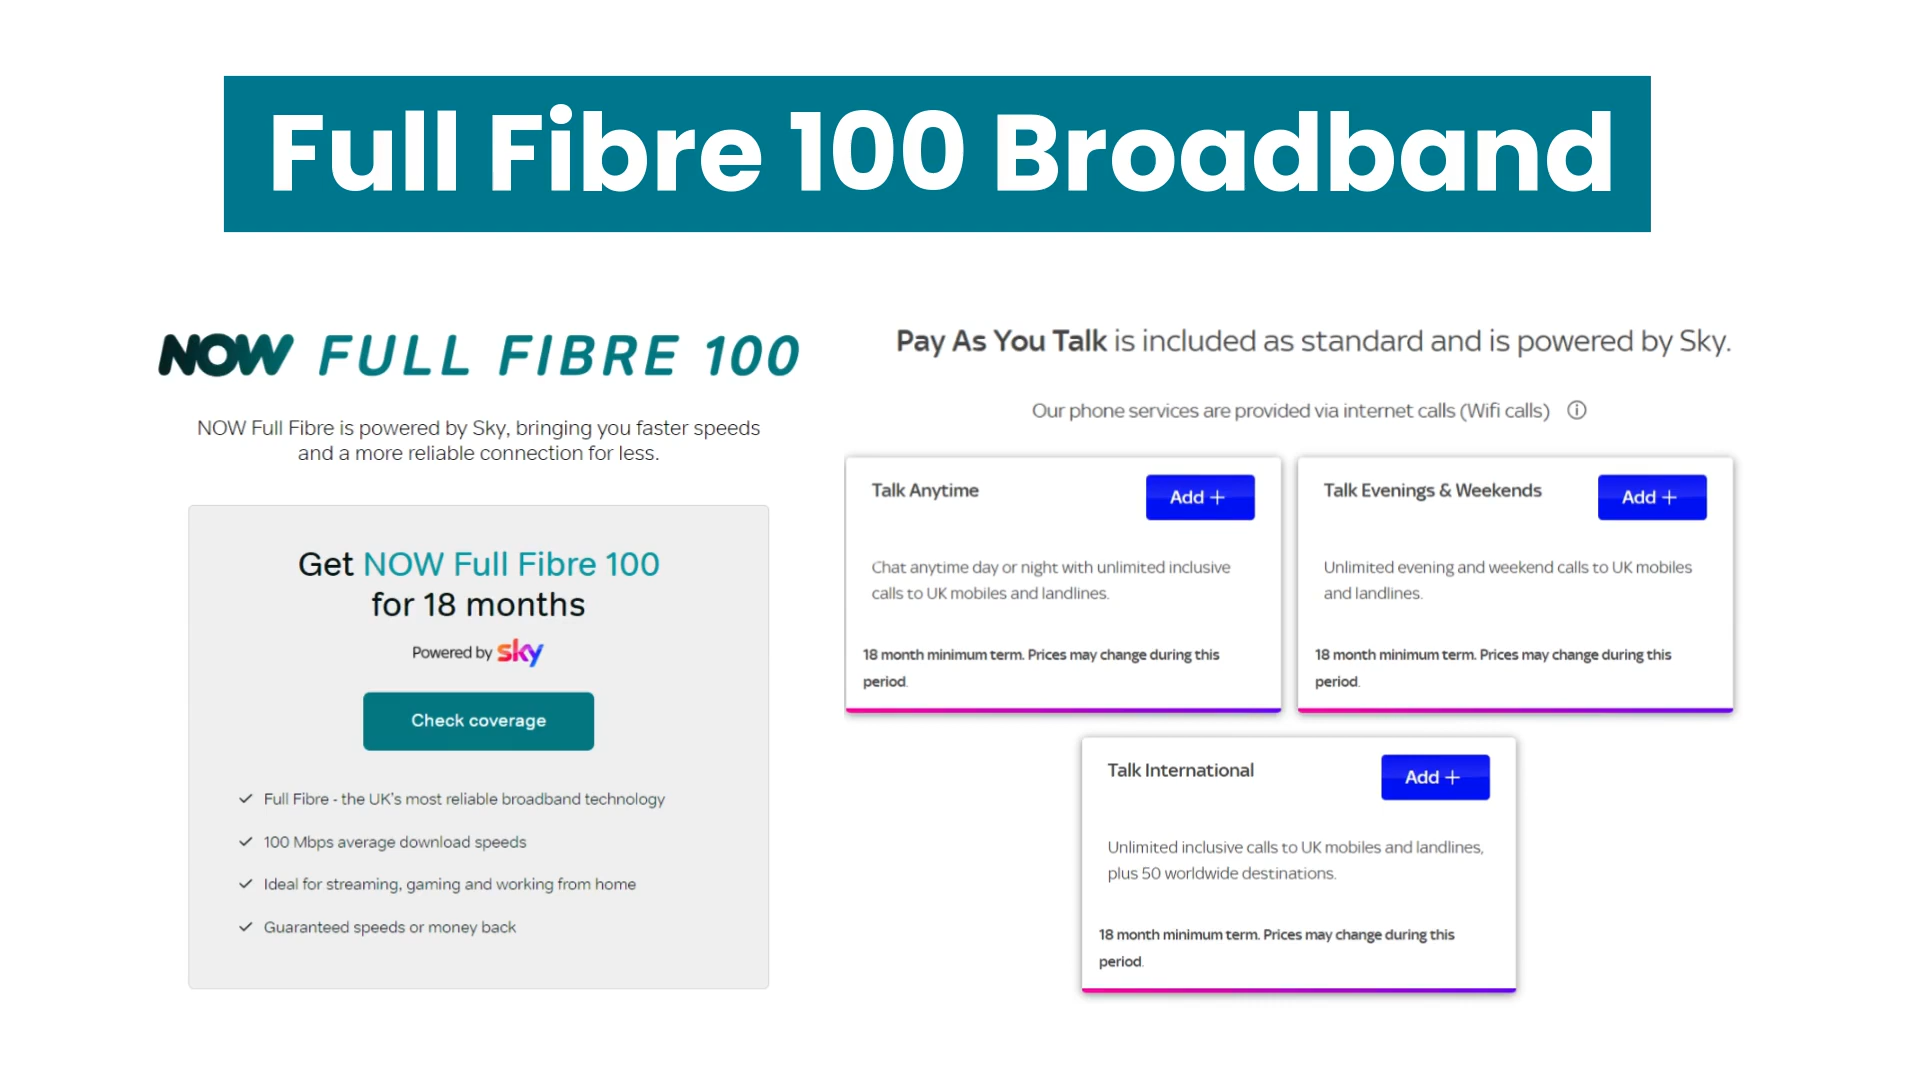 Full Fibre 100 Broadband
NOW FULL FIBRE 100
NOW Full Fibre is powered by Sky, bringing you faster speeds
and a more reliable connection for less.
Get NOW Full Fibre 100
for 18 months
Powered by sky
Check coverage
Full Fibre - the UK's most reliable broadband technology
100 Mbps average download speeds
Ideal for streaming, gaming and working from home
Guaranteed speeds or money back
Pay As You Talk is included as standard and is powered by Sky.
Our phone services are provided via internet calls (Wifi calls)
Talk Anytime
Add +
Chat anytime day or night with unlimited inclusive
calls to UK mobiles and landlines.
18 month minimum term. Prices may change during this
period.
Talk Evenings & Weekends
Add +
Unlimited evening and weekend calls to UK mobiles
and landlines.
18 month minimum term. Prices may change during this
period.
Talk International
Add +
Unlimited inclusive calls to UK mobiles and landlines,
plus 50 worldwide destinations.
18 month minimum term. Prices may change during this
period.